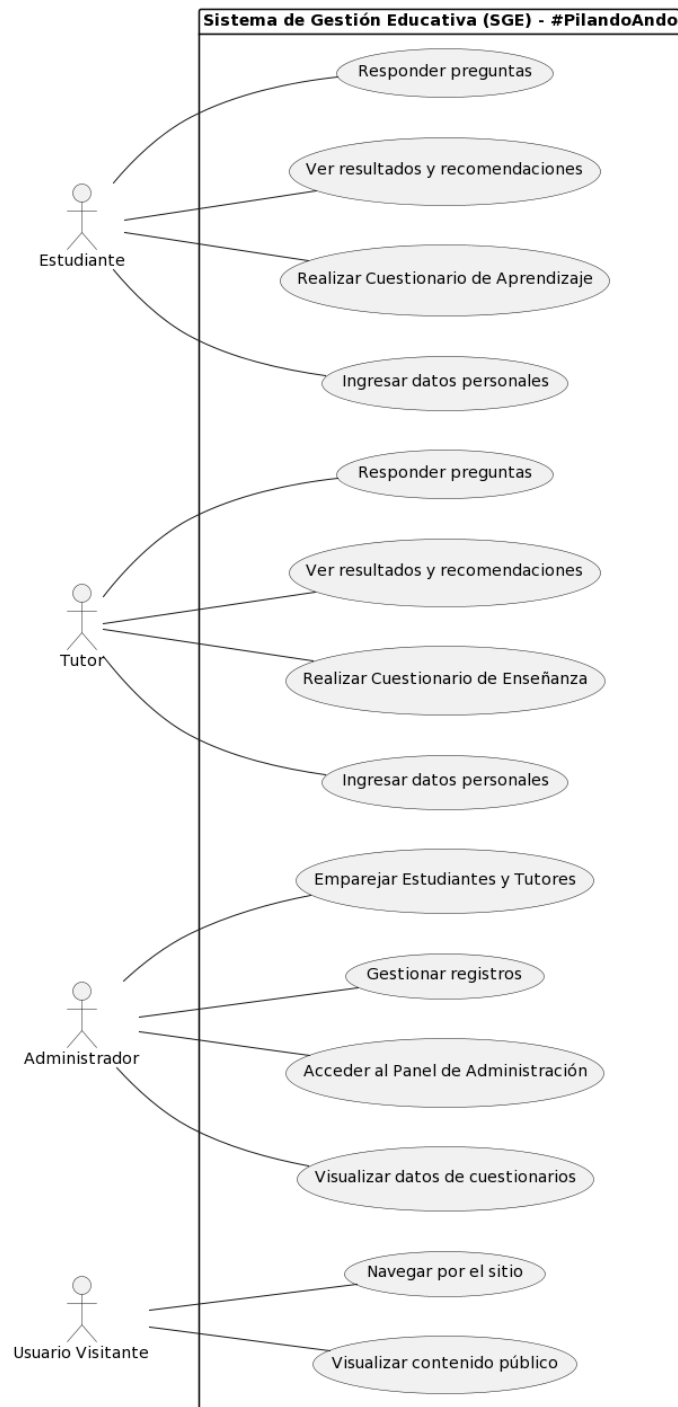 Sistema de Gestión Educativa (SGE) - #PilandoAndo
Responder preguntas
Ver resultados y recomendaciones
Estudiante
Realizar Cuestionario de Aprendizaje
Ingresar datos personales
Responder preguntas
Ver resultados y recomendaciones
Tutor
Realizar Cuestionario de Enseñanza
Ingresar datos personales
Emparejar Estudiantes y Tutores
Gestionar registros
Administrador
Acceder al Panel de Administración
Visualizar datos de cuestionarios
Navegar por el sitio
Usuario Visitante
Visualizar contenido público